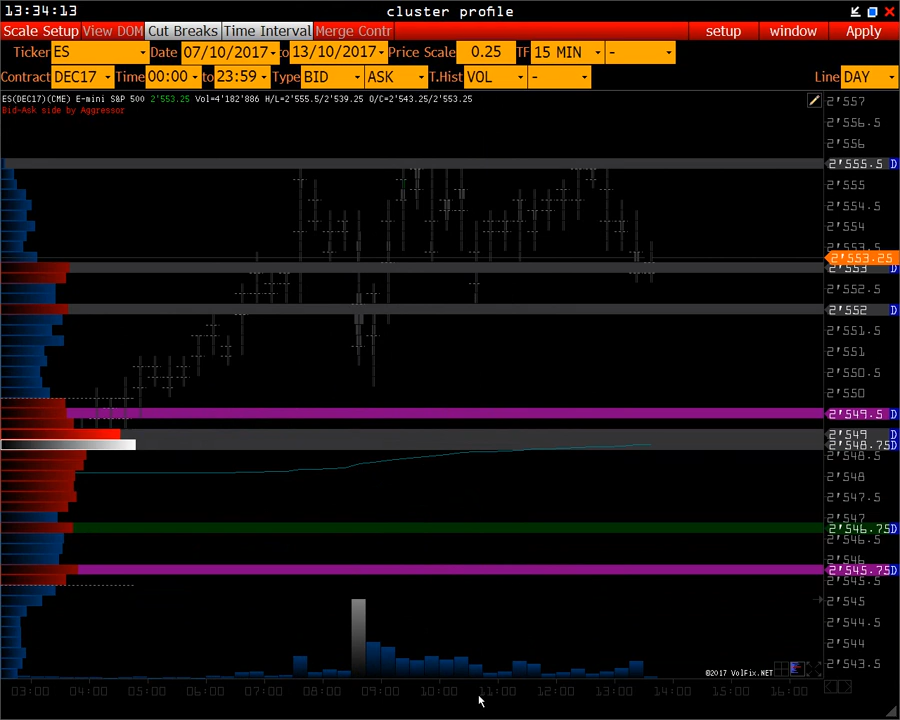 13:34:13 cluster profile
Scale Setup View DOM Cut Breaks Time Interval Merge Contr setup window Apply
Ticker ES Date 07/10/2017 to 13/10/2017 Price Scale 0.25 TF 15 MIN -
Contract DEC17 Time 00:00 to 23:59 Type BID ASK T.Hist VOL - Line DAY
ES(DEC17)(CME) E-mini S&P 500 2'553.25 Vol=4'182'886 H/L=2'555.5/2'539.25 O/C=2'543.25/2'553.25
Bid-Ask side by Aggressor
2'557
2'556.5
2'556
2'555.5 D
2'555
2'554.5
2'554
2'553.5
2'553.25
2'553 D
2'552.5
2'552 D
2'551.5
2'551
2'550.5
2'550
2'549.5 D
2'549 D
2'548.75 D
2'548.5
2'548
2'547.5
2'547
2'546.75 D
2'546.5
2'546
2'545.75 D
2'545.5
2'545
2'544.5
2'544
2'543.5
©2017 VolFix.NET
03:00 04:00 05:00 06:00 07:00 08:00 09:00 10:00 11:00 12:00 13:00 14:00 15:00 16:00